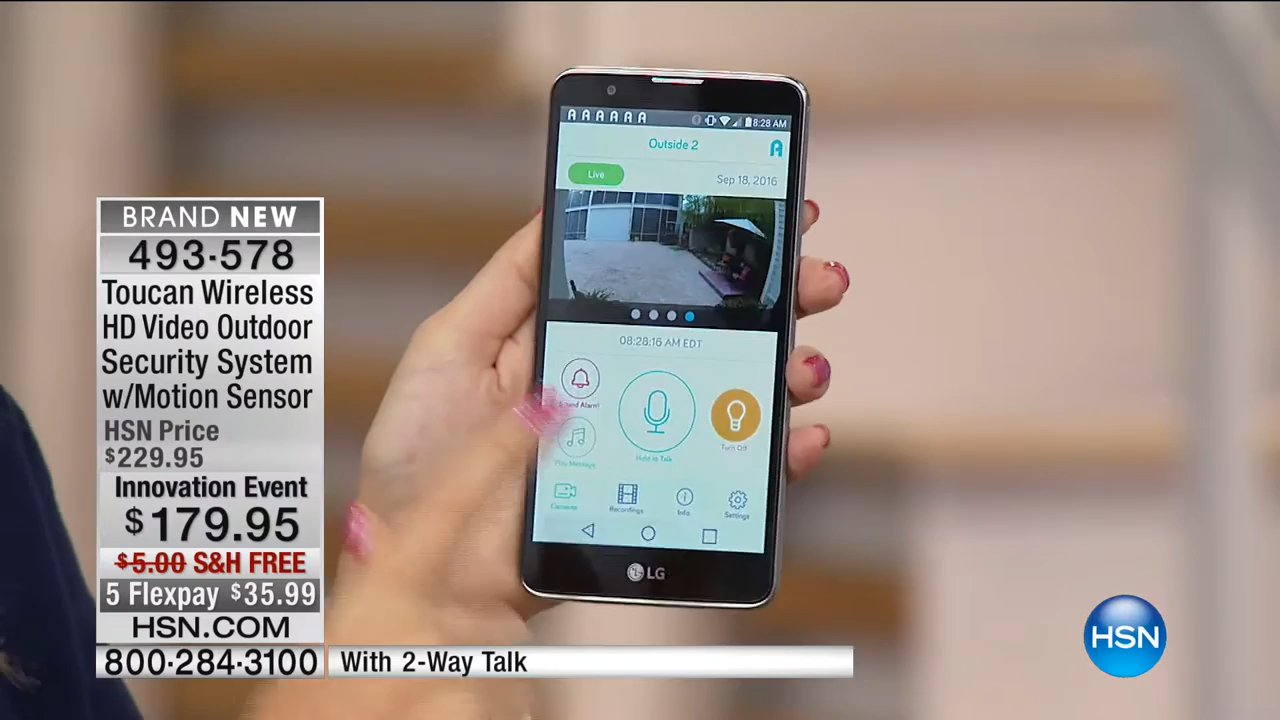 BRAND NEW
493·578
Toucan Wireless
HD Video Outdoor
Security System
w/Motion Sensor
HSN Price
$229.95
Innovation Event
$179.95
$5.00 S&H FREE
5 Flexpay $35.99
HSN.COM
800·284·3100
With 2-Way Talk
HSN
8:28 AM
Outside 2
Live
Sep 18, 2016
08:28:16 AM EDT
Sound Alarm!
Hold to Talk
Turn Off
Play Message
Cameras
Recordings
Info
Settings
LG